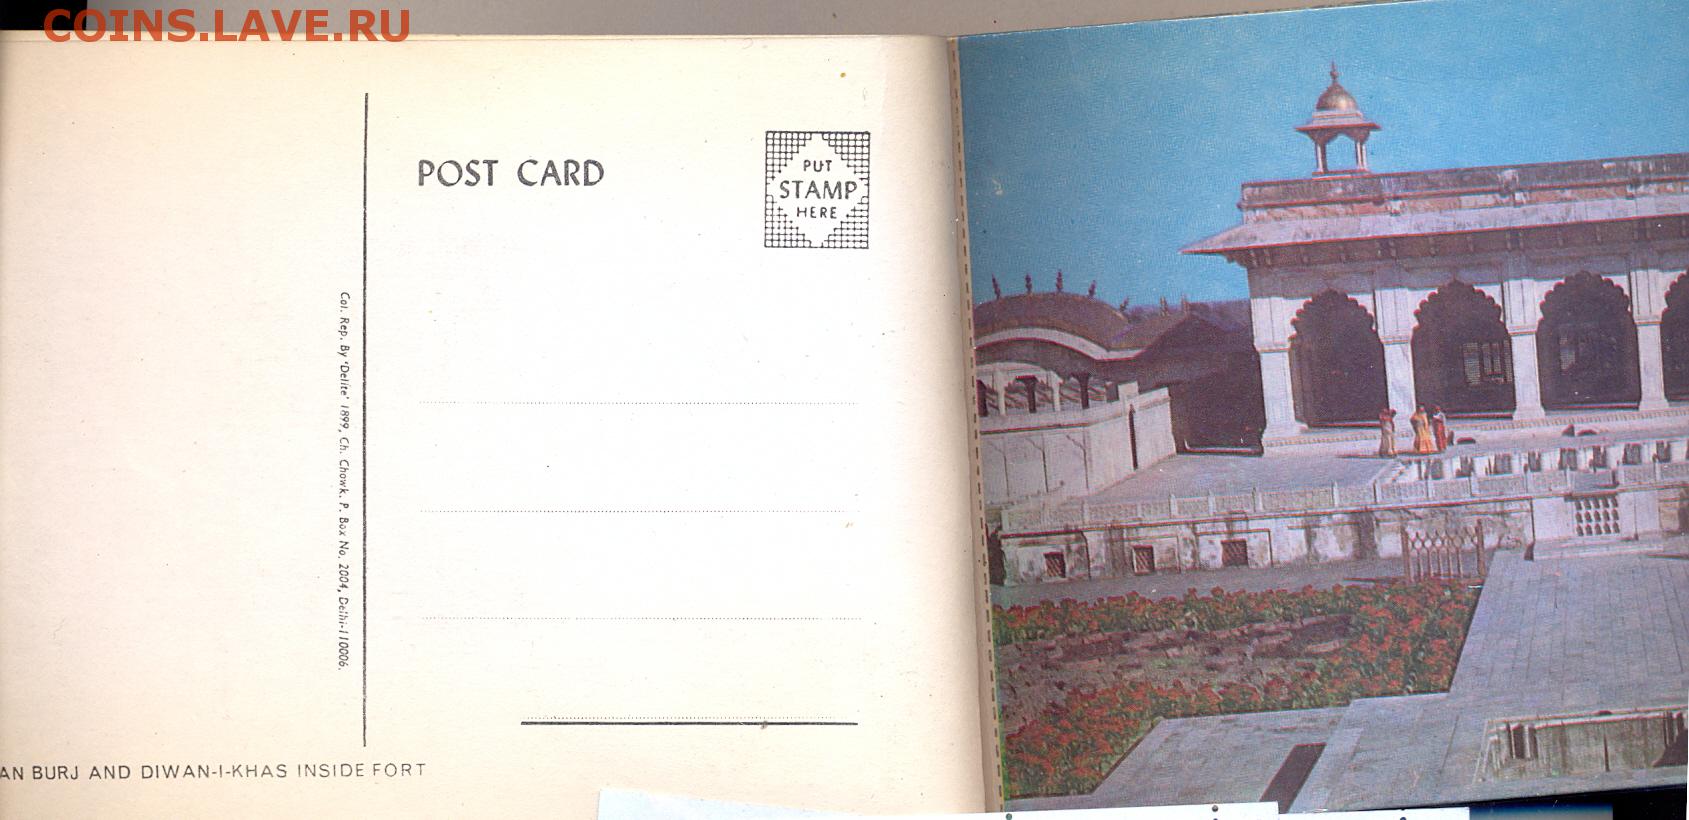 COINS.LAVE.RU
POST CARD
PUT
STAMP
HERE
Col. Rep. By 'Delite' 1899, Ch. Chowk. P. Box No. 2004, Delhi-110006.
AN BURJ AND DIWAN-I-KHAS INSIDE FORT